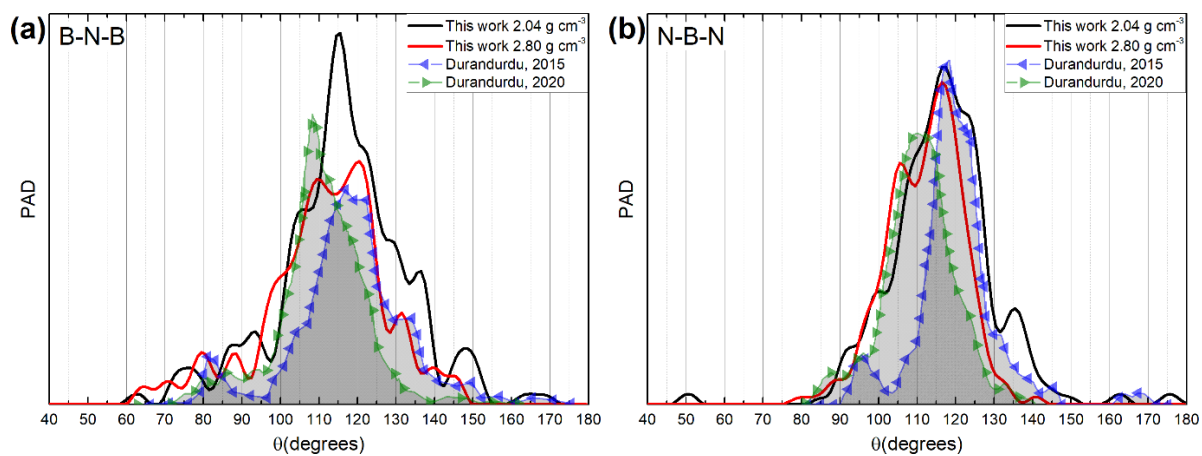 (a) B-N-B
This work 2.04 g cm⁻³
This work 2.80 g cm⁻³
Durandurdu, 2015
Durandurdu, 2020
PAD
40 50 60 70 80 90 100 110 120 130 140 150 160 170 180
θ(degrees)
(b) N-B-N
This work 2.04 g cm⁻³
This work 2.80 g cm⁻³
Durandurdu, 2015
Durandurdu, 2020
PAD
40 50 60 70 80 90 100 110 120 130 140 150 160 170 180
θ(degrees)